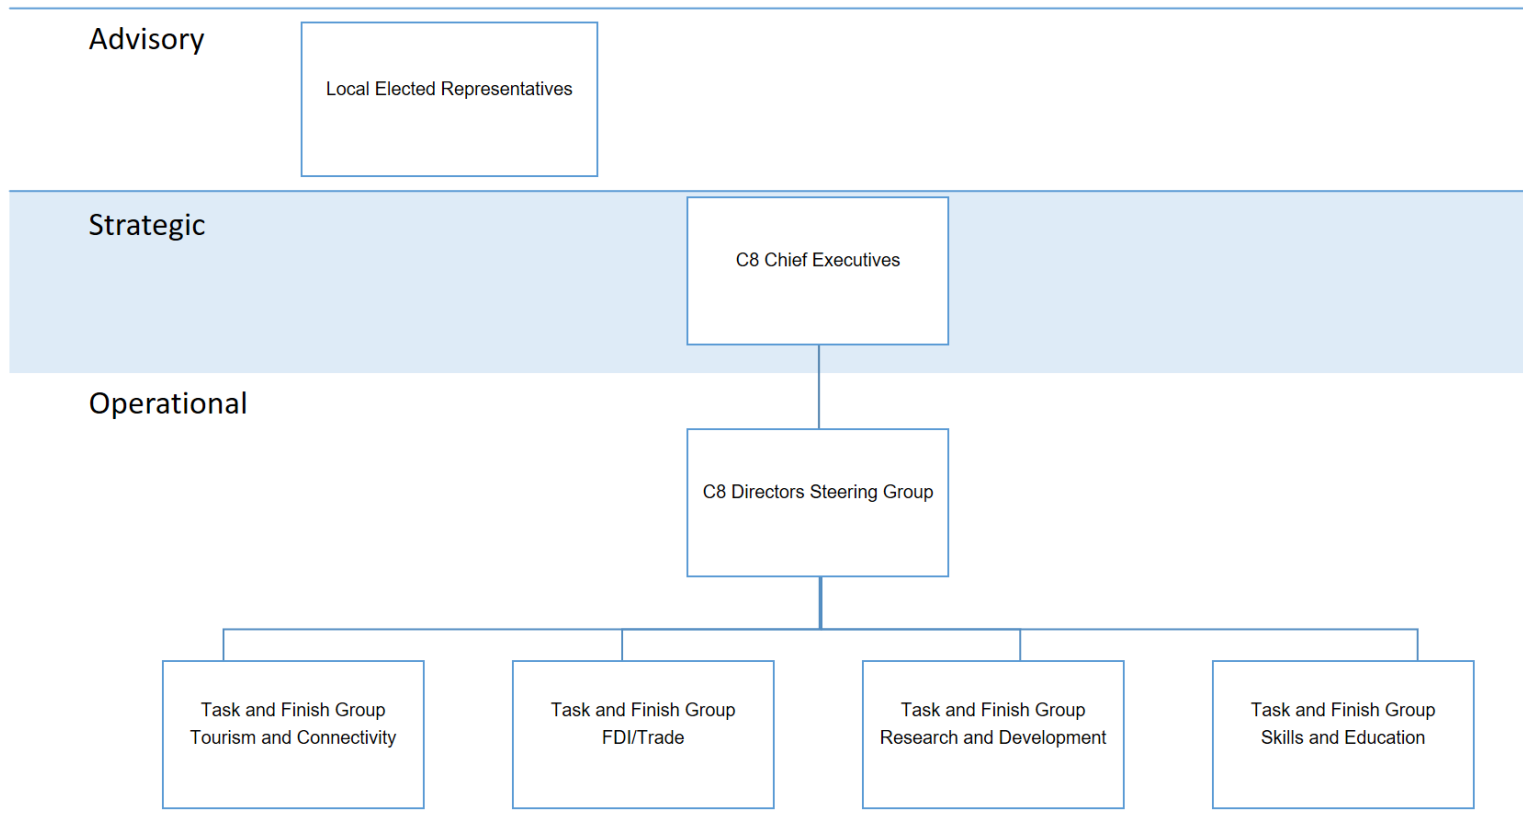 Advisory
Local Elected Representatives
Strategic
C8 Chief Executives
Operational
C8 Directors Steering Group
Task and Finish Group
Tourism and Connectivity
Task and Finish Group
FDI/Trade
Task and Finish Group
Research and Development
Task and Finish Group
Skills and Education